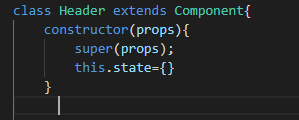 class Header extends Component{
constructor(props){
super(props);
this.state={}
}